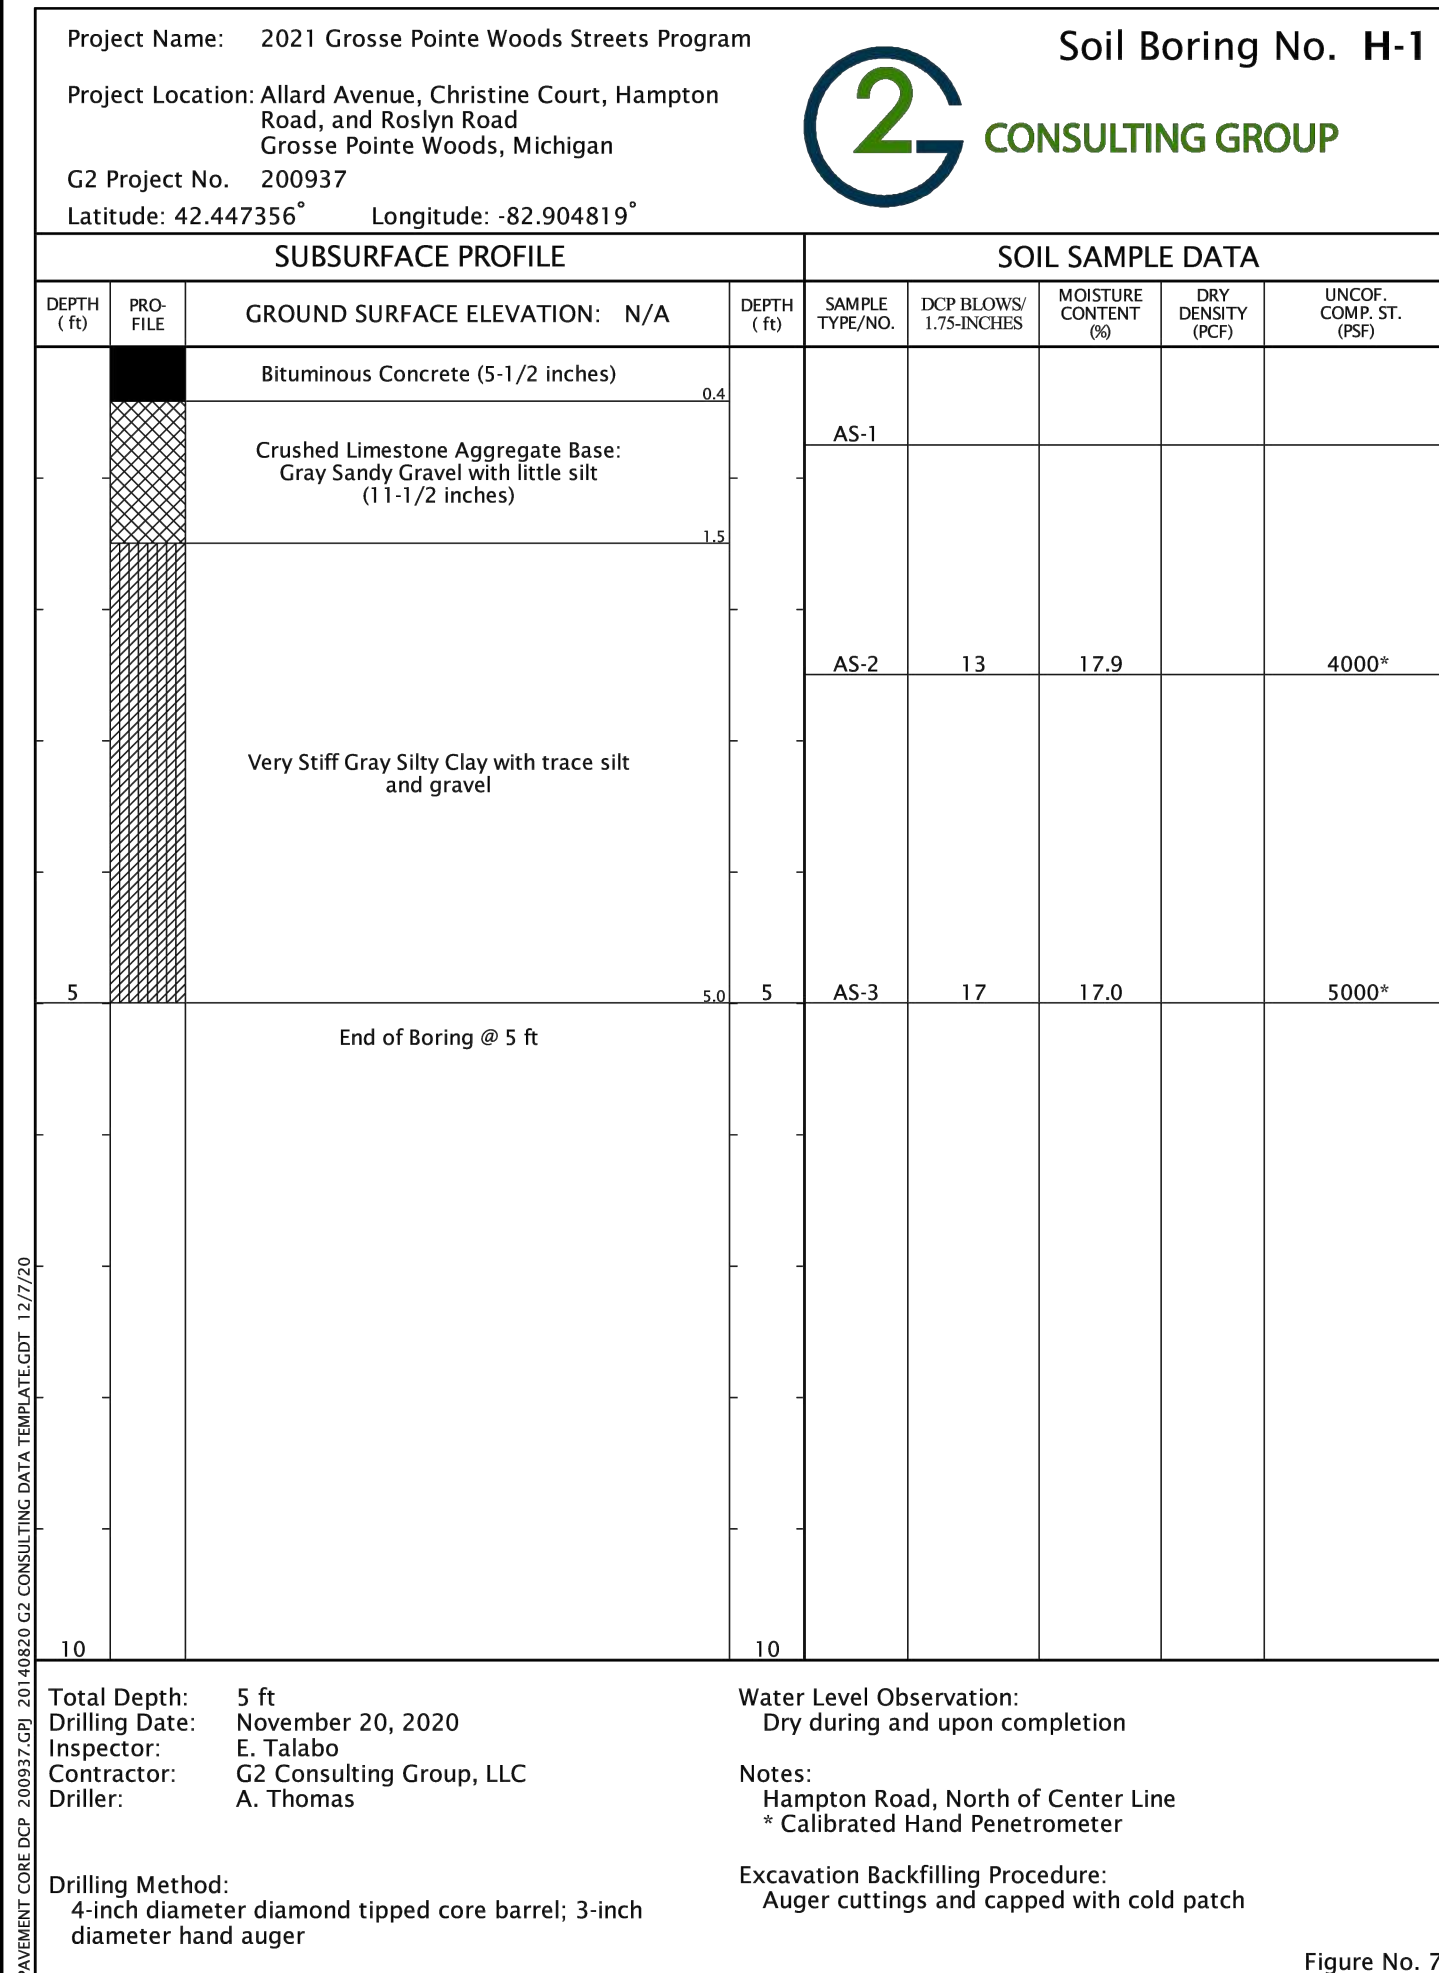 Project Name: 2021 Grosse Pointe Woods Streets Program
Project Location: Allard Avenue, Christine Court, Hampton
Road, and Roslyn Road
Grosse Pointe Woods, Michigan
G2 Project No. 200937
Latitude: 42.447356° Longitude: -82.904819°
Soil Boring No. H-1
G2 CONSULTING GROUP
SUBSURFACE PROFILE
SOIL SAMPLE DATA
DEPTH
( ft)
PRO-
FILE
GROUND SURFACE ELEVATION: N/A
DEPTH
( ft)
SAMPLE
TYPE/NO.
DCP BLOWS/
1.75-INCHES
MOISTURE
CONTENT
(%)
DRY
DENSITY
(PCF)
UNCOF.
COMP. ST.
(PSF)
Bituminous Concrete (5-1/2 inches)
0.4
AS-1
Crushed Limestone Aggregate Base:
Gray Sandy Gravel with little silt
(11-1/2 inches)
1.5
AS-2 13 17.9 4000*
Very Stiff Gray Silty Clay with trace silt
and gravel
5 5.0 5 AS-3 17 17.0 5000*
End of Boring @ 5 ft
10 10
Total Depth: 5 ft
Drilling Date: November 20, 2020
Inspector: E. Talabo
Contractor: G2 Consulting Group, LLC
Driller: A. Thomas
Drilling Method:
4-inch diameter diamond tipped core barrel; 3-inch
diameter hand auger
Water Level Observation:
Dry during and upon completion
Notes:
Hampton Road, North of Center Line
* Calibrated Hand Penetrometer
Excavation Backfilling Procedure:
Auger cuttings and capped with cold patch
Figure No. 7
PAVEMENT CORE DCP 200937.GPJ 20140820 G2 CONSULTING DATA TEMPLATE.GDT 12/7/20